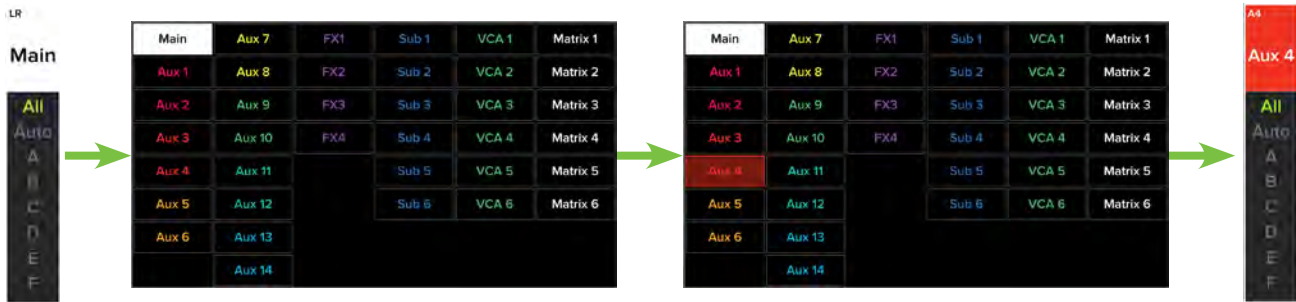 LR
Main
All
Auto
A
B
C
D
E
F
Main Aux 7 FX1 Sub 1 VCA 1 Matrix 1
Aux 1 Aux 8 FX2 Sub 2 VCA 2 Matrix 2
Aux 2 Aux 9 FX3 Sub 3 VCA 3 Matrix 3
Aux 3 Aux 10 FX4 Sub 4 VCA 4 Matrix 4
Aux 4 Aux 11 Sub 5 VCA 5 Matrix 5
Aux 5 Aux 12 Sub 6 VCA 6 Matrix 6
Aux 6 Aux 13
Aux 14
Main Aux 7 FX1 Sub 1 VCA 1 Matrix 1
Aux 1 Aux 8 FX2 Sub 2 VCA 2 Matrix 2
Aux 2 Aux 9 FX3 Sub 3 VCA 3 Matrix 3
Aux 3 Aux 10 FX4 Sub 4 VCA 4 Matrix 4
Aux 4 Aux 11 Sub 5 VCA 5 Matrix 5
Aux 5 Aux 12 Sub 6 VCA 6 Matrix 6
Aux 6 Aux 13
Aux 14
A4
Aux 4
All
Auto
A
B
C
D
E
F